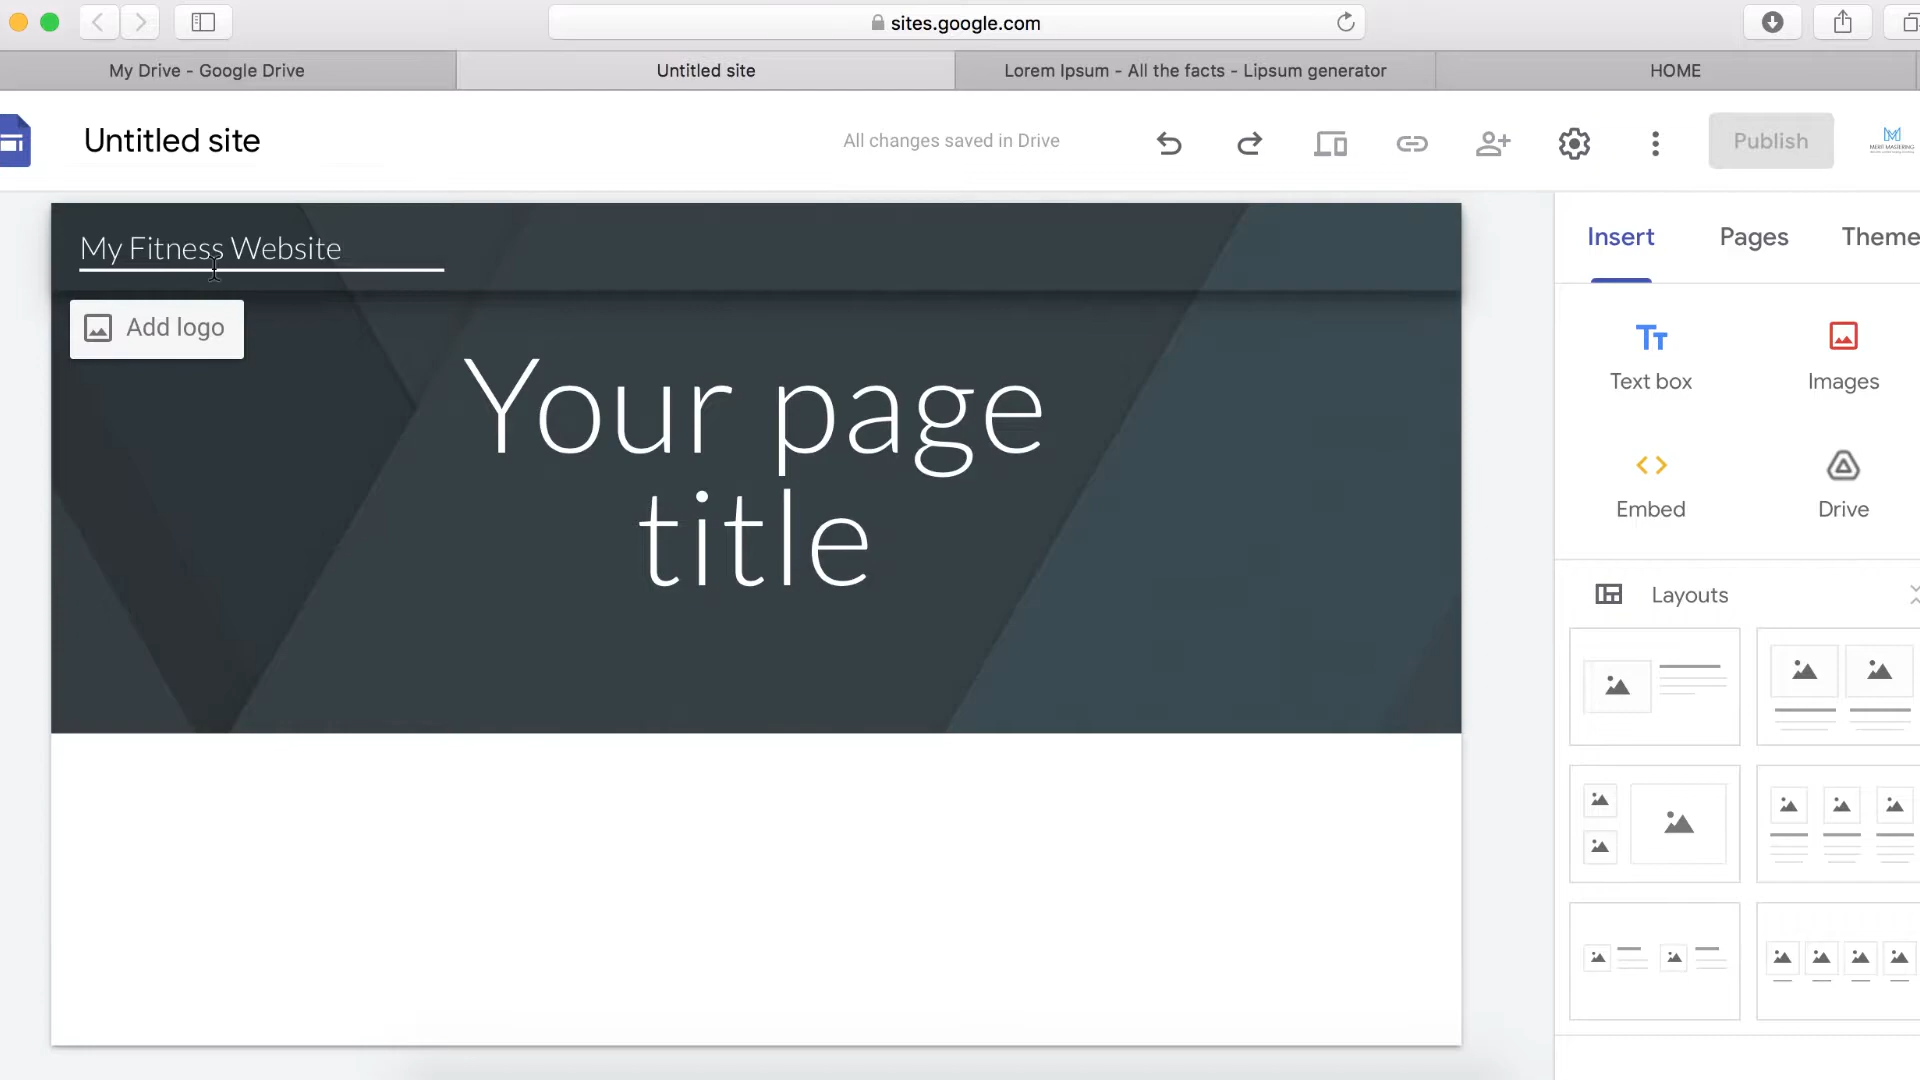 sites.google.com
My Drive - Google Drive
Untitled site
Lorem Ipsum - All the facts - Lipsum generator
HOME
Untitled site
All changes saved in Drive
Publish
MERIT MASTERING
My Fitness Website
Add logo
Your page
title
Insert
Pages
Theme
Text box
Images
Embed
Drive
Layouts